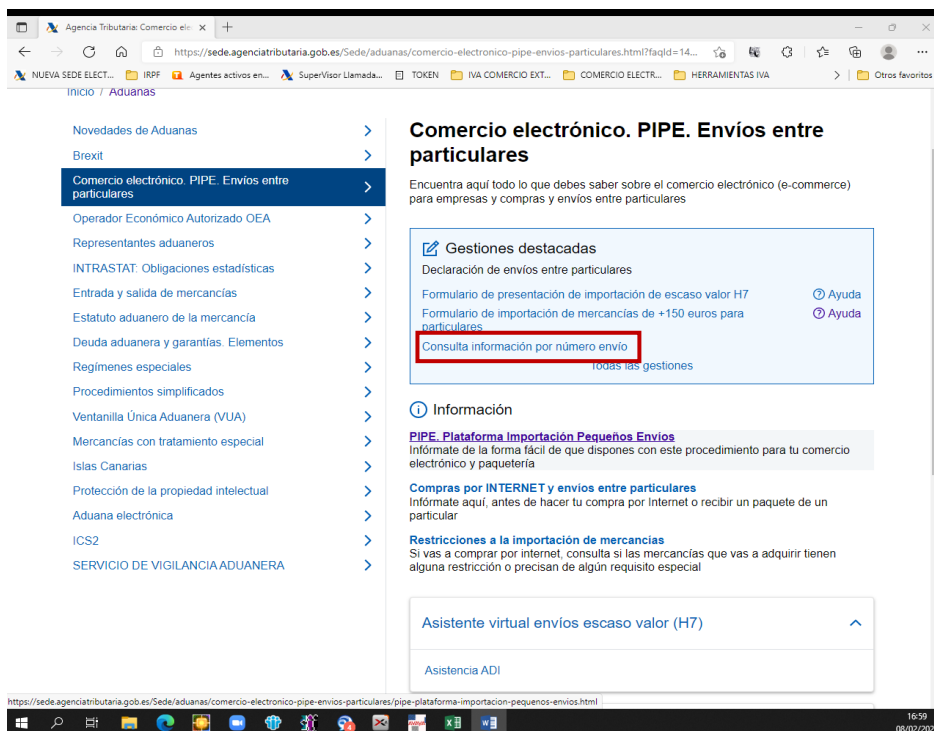 Agencia Tributaria: Comercio ele
https://sede.agenciatributaria.gob.es/Sede/aduanas/comercio-electronico-pipe-envios-particulares.html?faqId=14...
NUEVA SEDE ELECT... IRPF Agentes activos en... SuperVisor Llamada... TOKEN IVA COMERCIO EXT... COMERCIO ELECTR... HERRAMIENTAS IVA Otros favoritos
Inicio / Aduanas
Novedades de Aduanas
Brexit
Comercio electrónico. PIPE. Envíos entre
particulares
Operador Económico Autorizado OEA
Representantes aduaneros
INTRASTAT: Obligaciones estadísticas
Entrada y salida de mercancías
Estatuto aduanero de la mercancía
Deuda aduanera y garantías. Elementos
Regímenes especiales
Procedimientos simplificados
Ventanilla Única Aduanera (VUA)
Mercancías con tratamiento especial
Islas Canarias
Protección de la propiedad intelectual
Aduana electrónica
ICS2
SERVICIO DE VIGILANCIA ADUANERA
Comercio electrónico. PIPE. Envíos entre
particulares
Encuentra aquí todo lo que debes saber sobre el comercio electrónico (e-commerce)
para empresas y compras y envíos entre particulares
Gestiones destacadas
Declaración de envíos entre particulares
Formulario de presentación de importación de escaso valor H7 Ayuda
Formulario de importación de mercancías de +150 euros para Ayuda
particulares
Consulta información por número envío
Todas las gestiones
Información
PIPE. Plataforma Importación Pequeños Envíos
Infórmate de la forma fácil de que dispones con este procedimiento para tu comercio
electrónico y paquetería
Compras por INTERNET y envíos entre particulares
Infórmate aquí, antes de hacer tu compra por Internet o recibir un paquete de un
particular
Restricciones a la importación de mercancias
Si vas a comprar por internet, consulta si las mercancías que vas a adquirir tienen
alguna restricción o precisan de algún requisito especial
Asistente virtual envíos escaso valor (H7)
Asistencia ADI
https://sede.agenciatributaria.gob.es/Sede/aduanas/comercio-electronico-pipe-envios-particulares/pipe-plataforma-importacion-pequenos-envios.html
16:59
08/02/202